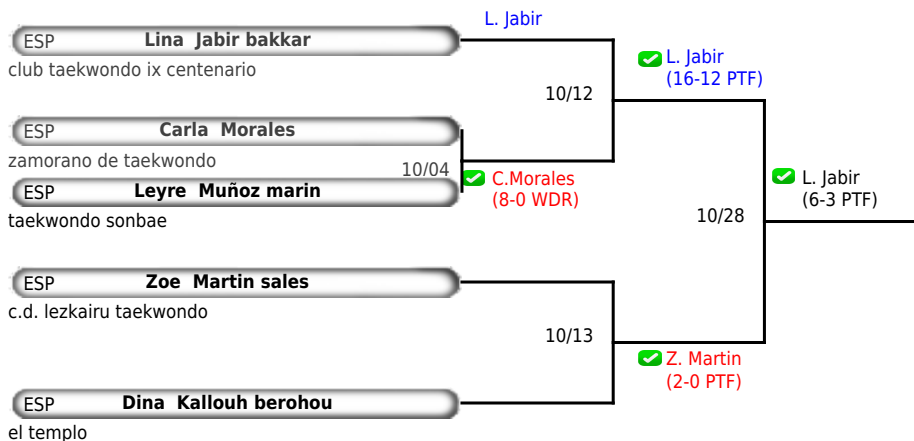 L. Jabir
ESP Lina Jabir bakkar
club taekwondo ix centenario
L. Jabir
(16-12 PTF)
10/12
ESP Carla Morales
zamorano de taekwondo
10/04
C.Morales
(8-0 WDR)
L. Jabir
(6-3 PTF)
ESP Leyre Muñoz marin
taekwondo sonbae
10/28
ESP Zoe Martin sales
c.d. lezkairu taekwondo
10/13
Z. Martin
(2-0 PTF)
ESP Dina Kallouh berohou
el templo